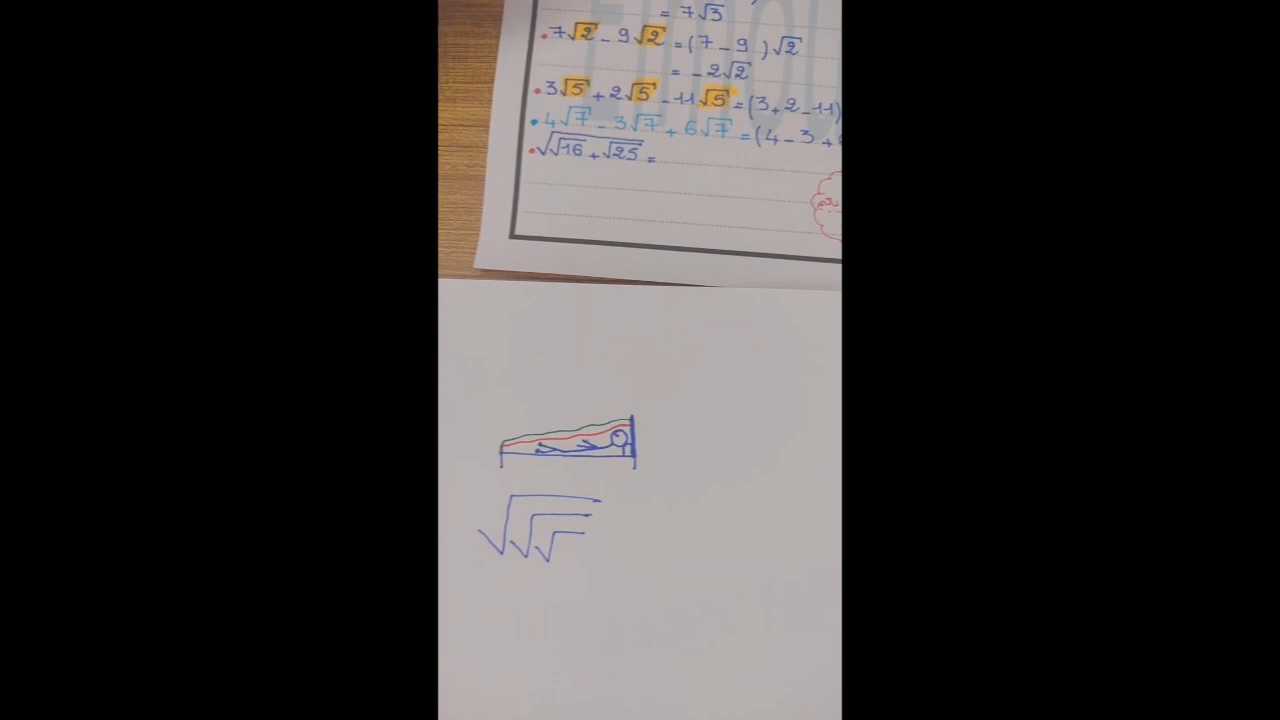 = 7√3
. 7√2 - 9√2 = (7 - 9 )√2
= - 2√2
. 3√5 + 2√5 - 11√5 = (3 + 2 - 11)
. 4√7 - 3√7 + 6√7 = (4 - 3 +
. √(√16 + √25) =
√√√